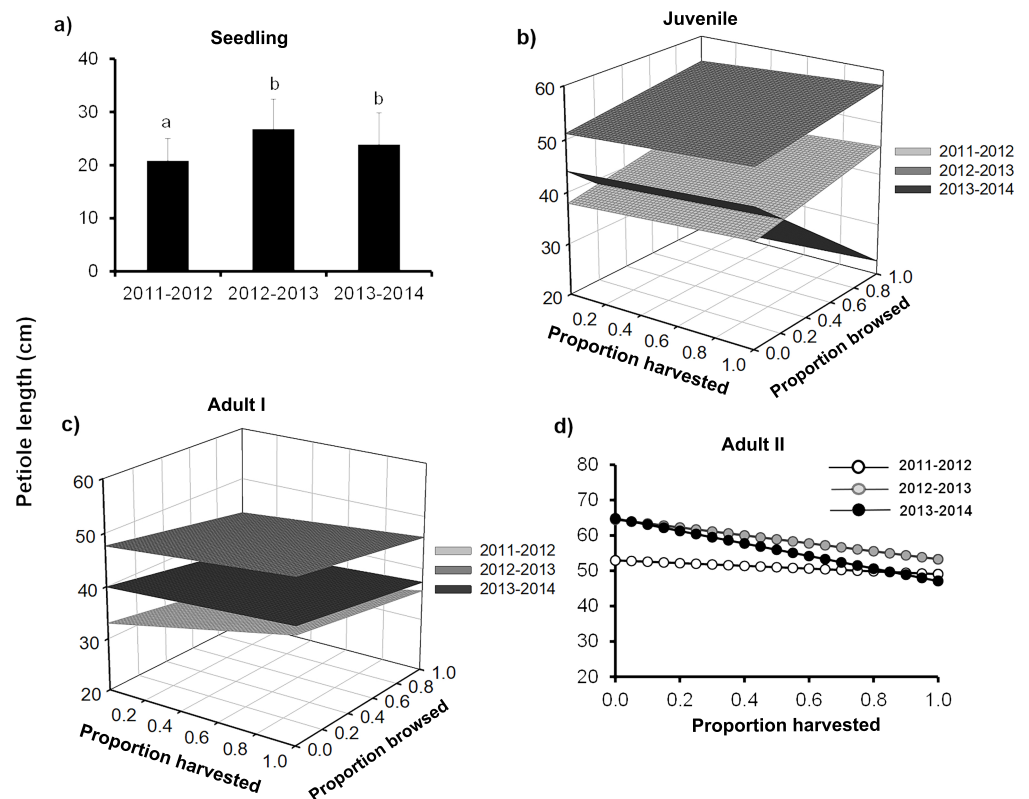 a)
Seedling
40
30
20
10
0
a
b
b
2011-2012 2012-2013 2013-2014
b)
Juvenile
60
50
40
30
20
0.2 0.4 0.6 0.8 1.0
Proportion harvested
0.0 0.2 0.4 0.6 0.8 1.0
Proportion browsed
2011-2012
2012-2013
2013-2014
Petiole length (cm)
c)
Adult I
60
50
40
30
20
0.2 0.4 0.6 0.8 1.0
Proportion harvested
0.0 0.2 0.4 0.6 0.8 1.0
Proportion browsed
2011-2012
2012-2013
2013-2014
d)
Adult II
80
70
60
50
40
30
20
0.0 0.2 0.4 0.6 0.8 1.0
Proportion harvested
2011-2012
2012-2013
2013-2014